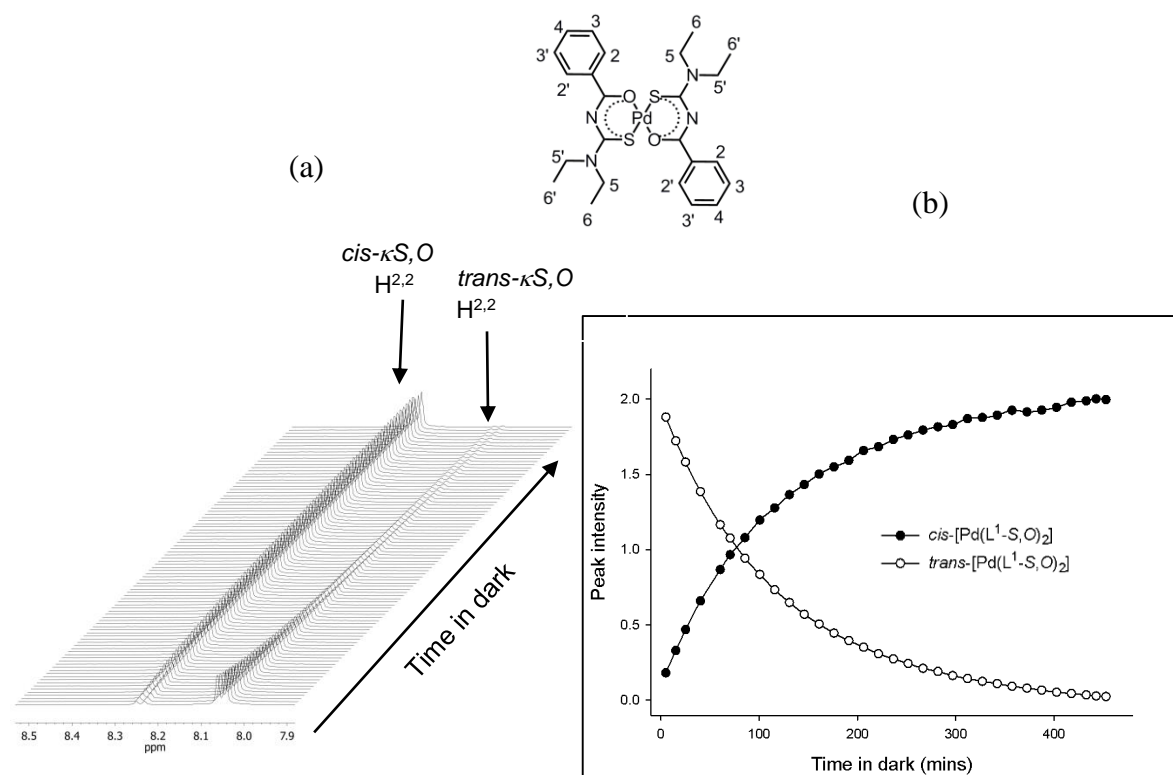 6
4 3
6'
3' 2
N
5
5'
2'
O S
N Pd N
S O
5' N
2
6'
5
2' 3
6
3' 4
(a)
(b)
cis-κS,O
H2,2
trans-κS,O
H2,2
Time in dark
8.5 8.4 8.3 8.2 8.1 8.0 7.9
ppm
Peak intensity
2.0
1.5
1.0
0.5
0.0
cis-[Pd(L1-S,O)2]
trans-[Pd(L1-S,O)2]
0 100 200 300 400
Time in dark (mins)